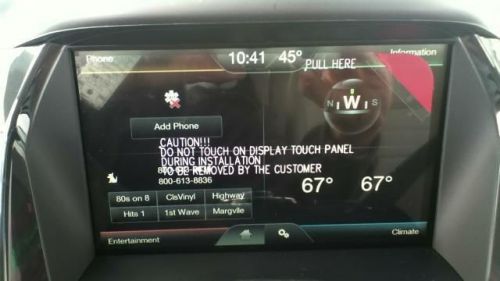 Phone
10:41 45°
Information
PULL HERE
N W S
Add Phone
CAUTION!!!
DO NOT TOUCH ON DISPLAY TOUCH PANEL
DURING INSTALLATION
TO BE REMOVED BY THE CUSTOMER
800-613-8836
67° 67°
80s on 8 ClsVinyl Highway
Hits 1 1st Wave Margvlle
Entertainment
Climate